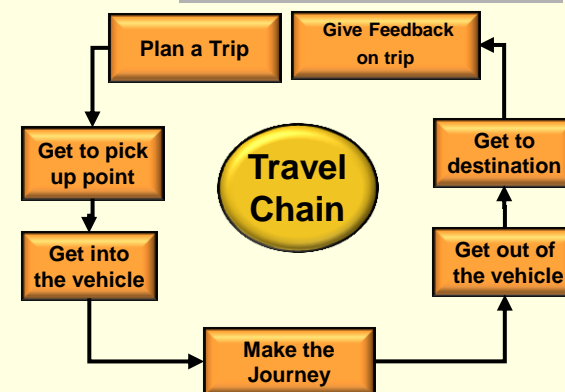 Plan a Trip
Give Feedback
on trip
Get to pick
up point
Travel
Chain
Get to
destination
Get into
the vehicle
Get out of
the vehicle
Make the
Journey